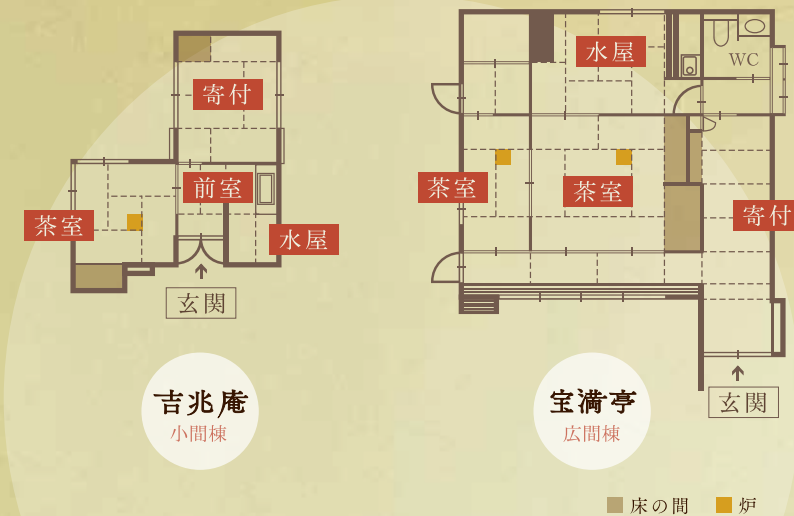 寄付
前室
茶室
水屋
玄関
吉兆庵
小間棟
水屋
WC
茶室
茶室
寄付
玄関
宝満亭
広間棟
床の間 炉